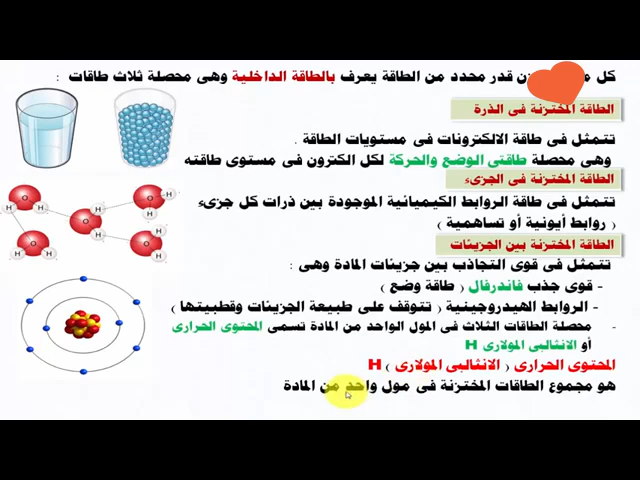 كل م ن قدر محدد من الطاقة يعرف بالطاقة الداخلية وهى محصلة ثلاث طاقات :
الطاقة المختزنة فى الذرة
تتمثل فى طاقة الالكترونات فى مستويات الطاقة .
وهى محصلة طاقتى الوضع والحركة لكل الكترون فى مستوى طاقته
الطاقة المختزنة فى الجزىء
تتمثل فى طاقة الروابط الكيميائية الموجودة بين ذرات كل جزىء
( روابط أيونية أو تساهمية )
الطاقة المختزنة بين الجزيئات
تتمثل فى قوى التجاذب بين جزيئات المادة وهى :
- قوى جذب فاندرفال ( طاقة وضع )
- الروابط الهيدروجينية ( تتوقف على طبيعة الجزيئات وقطبيتها )
- محصلة الطاقات الثلاث فى المول الواحد من المادة تسمى المحتوى الحرارى
أو الانثالبى المولارى H
المحتوى الحرارى ( الانثالبى المولارى ) H
هو مجموع الطاقات المختزنة فى مول واحد من المادة
H H O H
H O H
O H
H O H
H O H